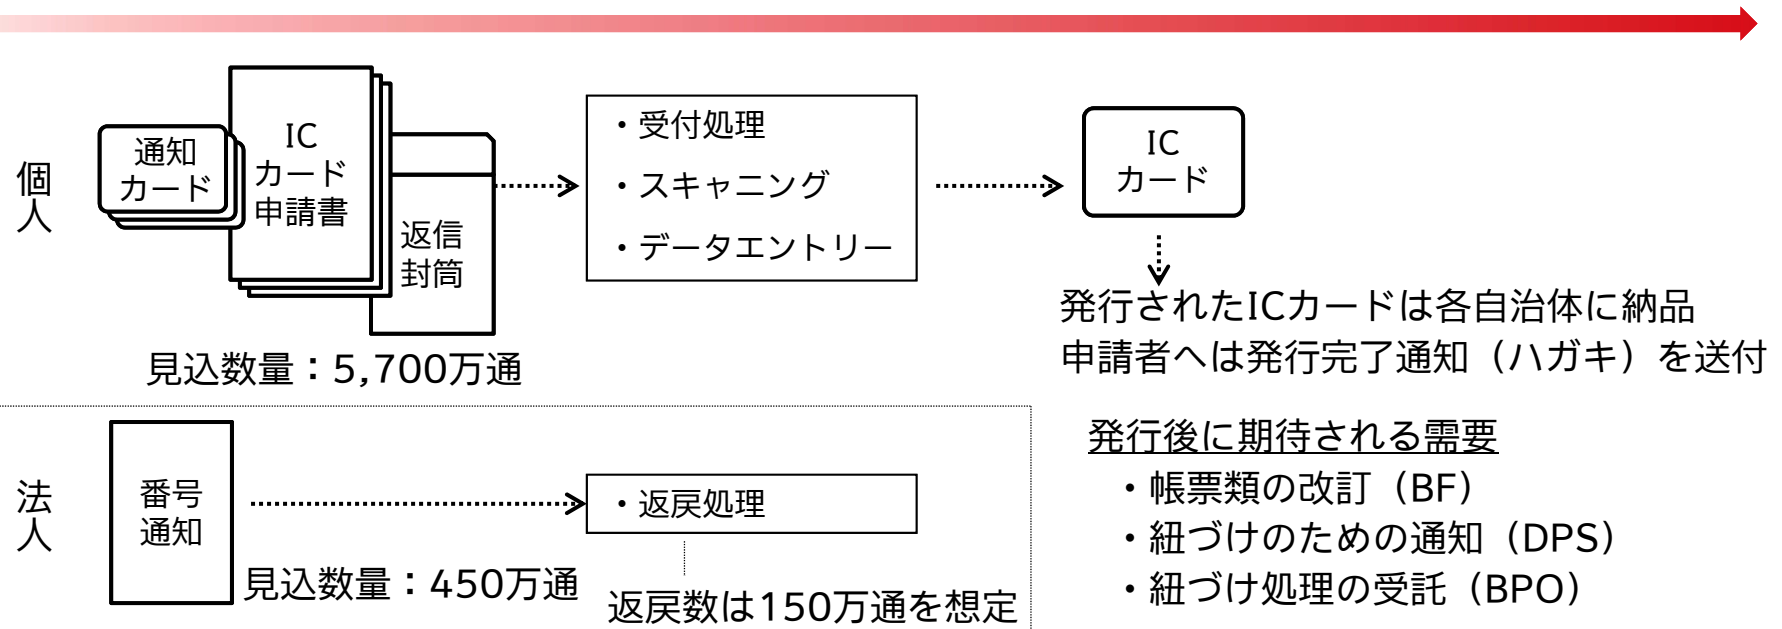 個人
通知
カード
IC
カード
申請書
返信
封筒
見込数量：5,700万通
・受付処理
・スキャニング
・データエントリー
IC
カード
発行されたICカードは各自治体に納品
申請者へは発行完了通知（ハガキ）を送付
法人
番号
通知
見込数量：450万通
・返戻処理
返戻数は150万通を想定
発行後に期待される需要
・帳票類の改訂（BF）
・紐づけのための通知（DPS）
・紐づけ処理の受託（BPO）